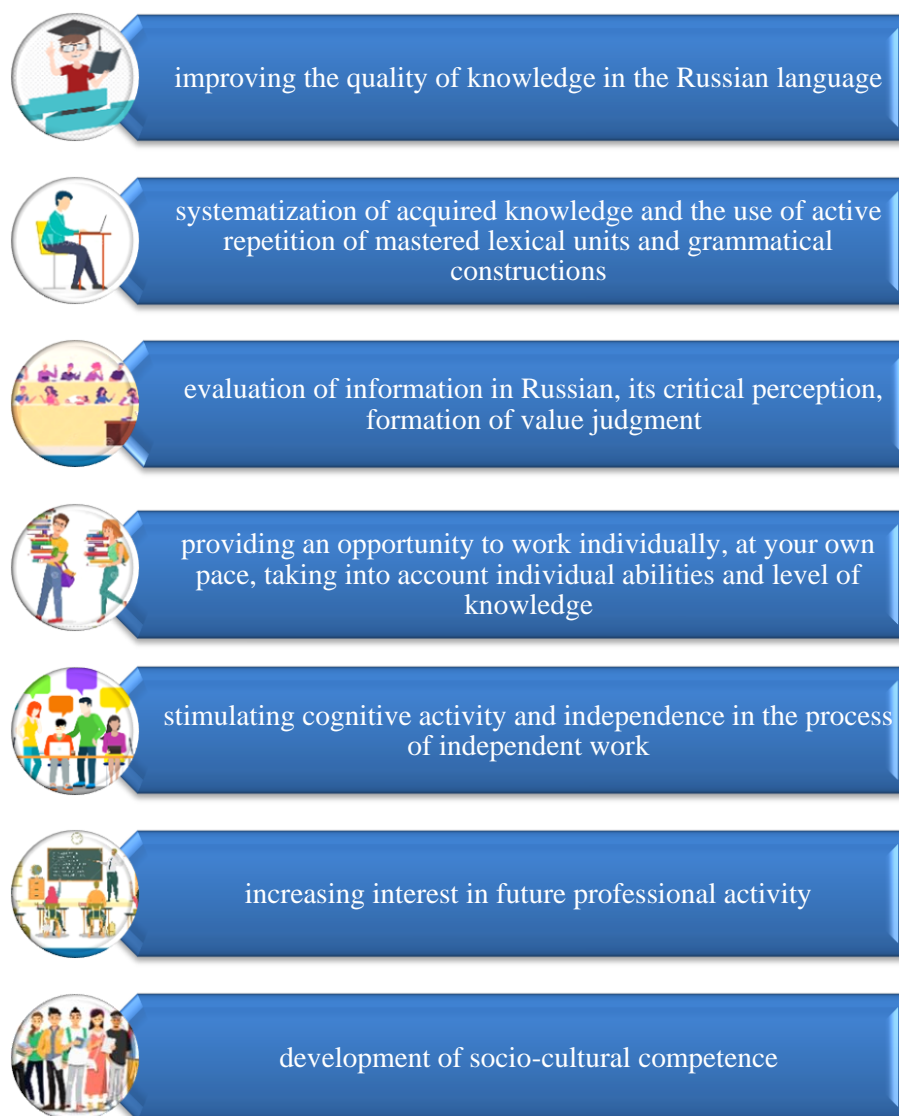 improving the quality of knowledge in the Russian language
systematization of acquired knowledge and the use of active
repetition of mastered lexical units and grammatical
constructions
evaluation of information in Russian, its critical perception,
formation of value judgment
providing an opportunity to work individually, at your own
pace, taking into account individual abilities and level of
knowledge
stimulating cognitive activity and independence in the process
of independent work
increasing interest in future professional activity
development of socio-cultural competence